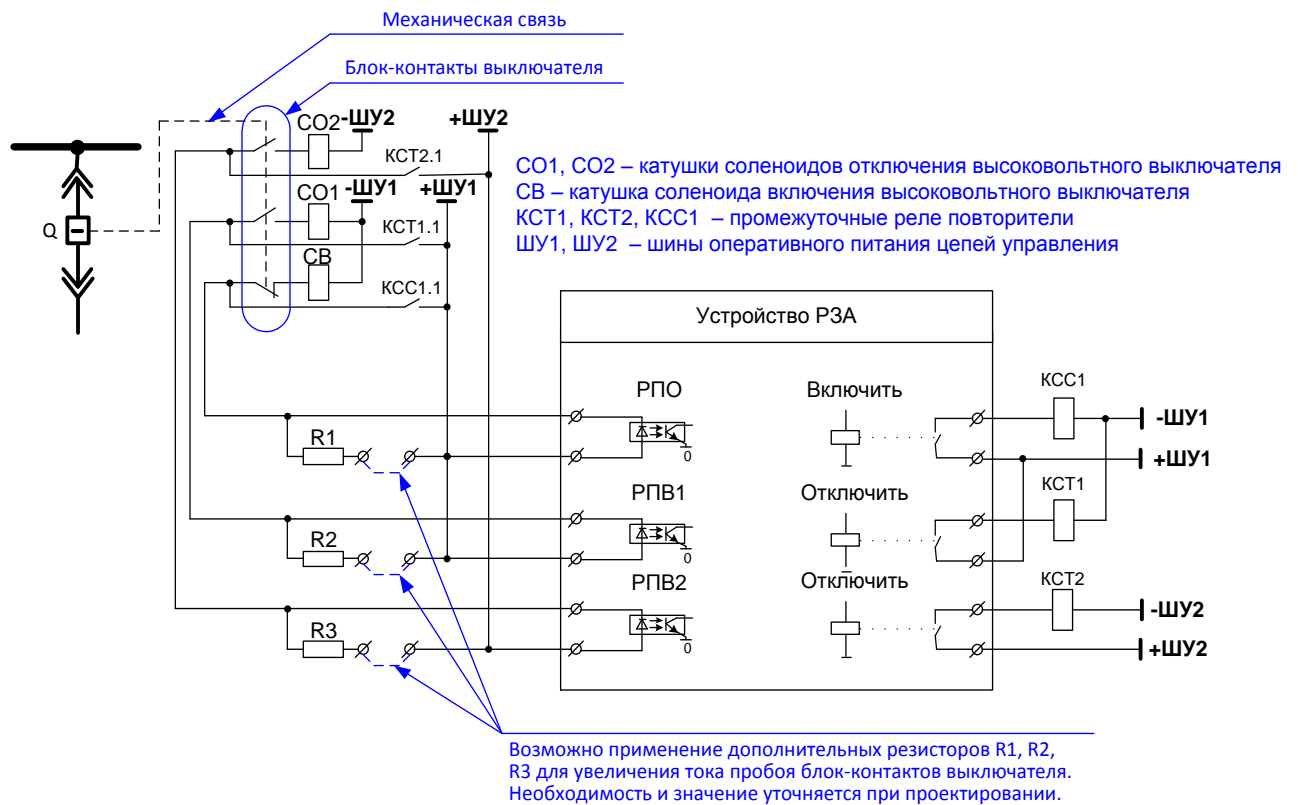 Механическая связь
Блок-контакты выключателя
СО2
-ШУ2
+ШУ2
КСТ2.1
СО1
-ШУ1
+ШУ1
КСТ1.1
СВ
КСС1.1
Q
СО1, СО2 – катушки соленоидов отключения высоковольтного выключателя
СВ – катушка соленоида включения высоковольтного выключателя
КСТ1, КСТ2, КСС1 – промежуточные реле повторители
ШУ1, ШУ2 – шины оперативного питания цепей управления
Устройство РЗА
РПО
Включить
КСС1
-ШУ1
R1
0
+ШУ1
РПВ1
Отключить
КСТ1
R2
0
РПВ2
Отключить
КСТ2
-ШУ2
R3
0
+ШУ2
Возможно применение дополнительных резисторов R1, R2,
R3 для увеличения тока пробоя блок-контактов выключателя.
Необходимость и значение уточняется при проектировании.